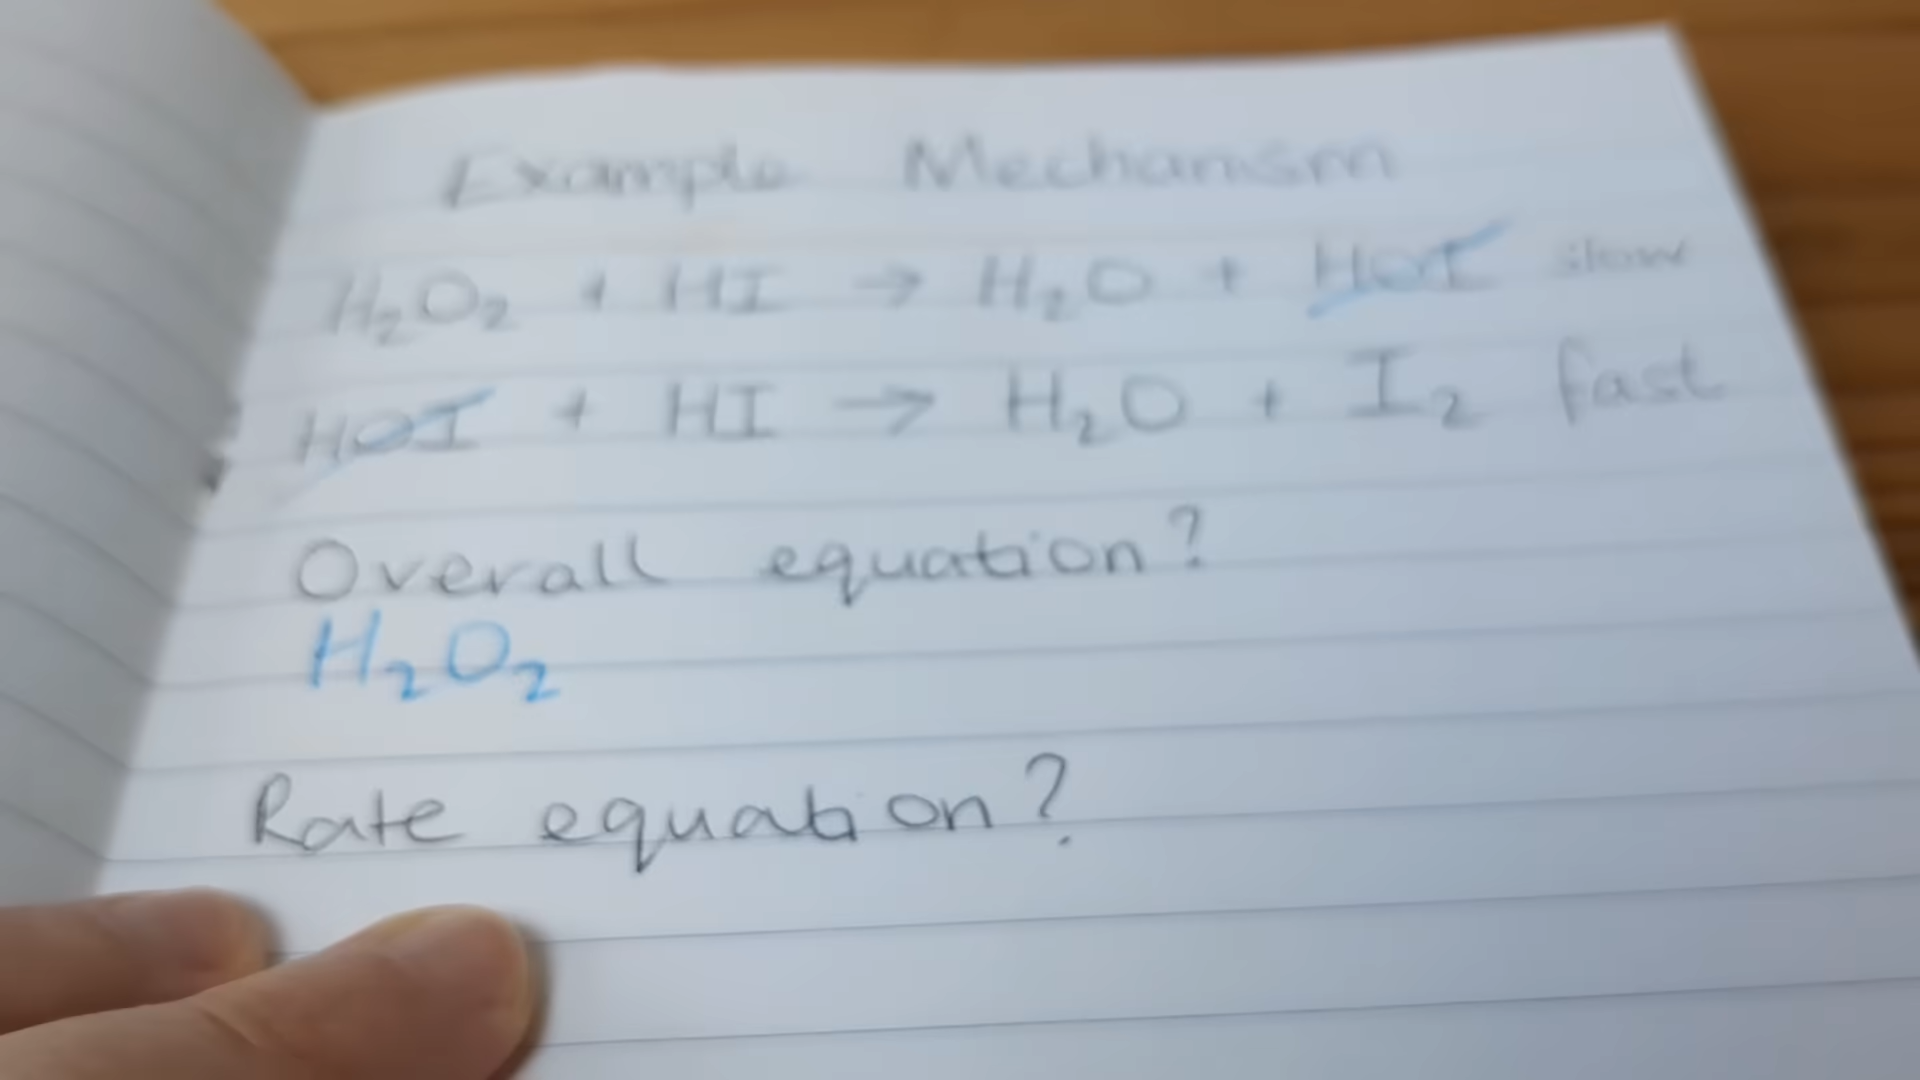 Example Mechanism
H₂O₂ + HI → H₂O + HOI slow
HOI + HI → H₂O + I₂ fast
Overall equation?
H₂O₂
Rate equation?